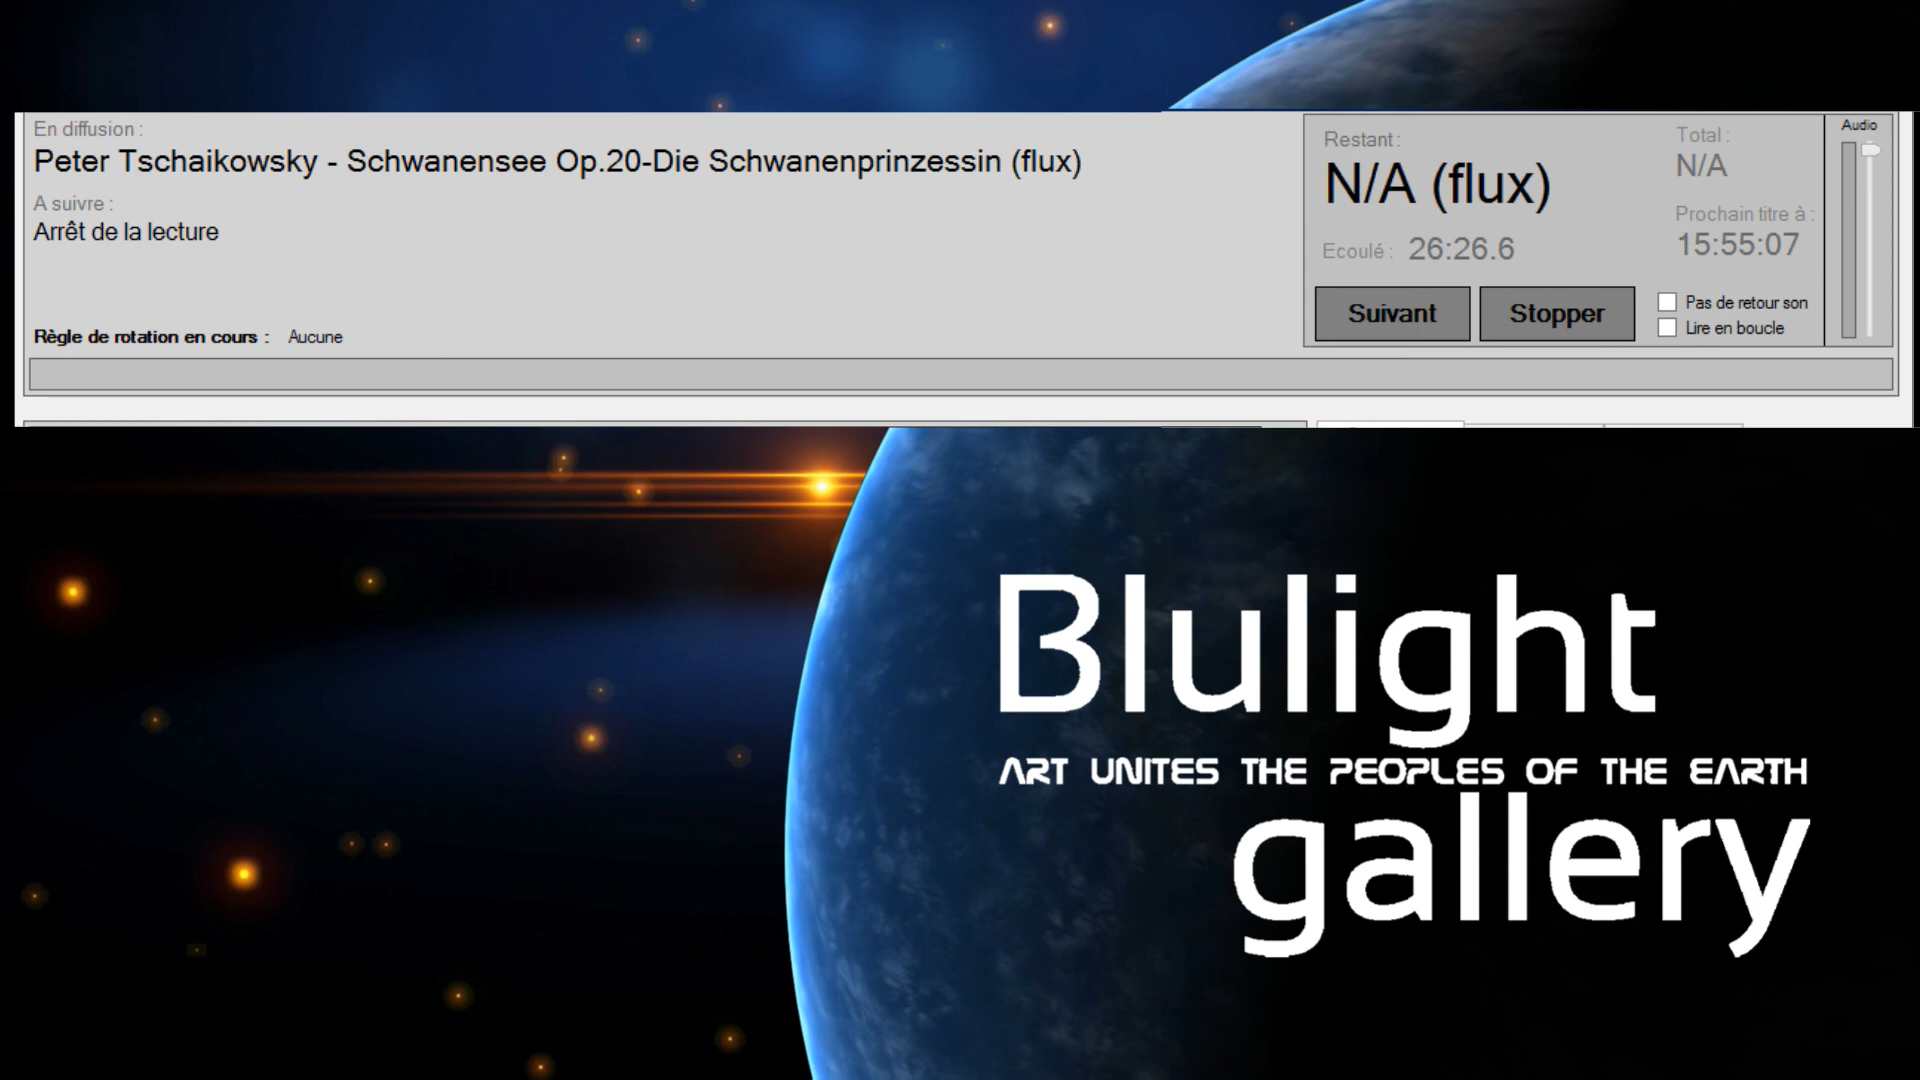 En diffusion :
Peter Tschaikowsky - Schwanensee Op.20-Die Schwanenprinzessin (flux)
A suivre :
Arrêt de la lecture
Règle de rotation en cours : Aucune
Restant :
N/A (flux)
Ecoulé : 26:26.6
Total :
N/A
Prochain titre à :
15:55:07
Suivant
Stopper
Pas de retour son
Lire en boucle
Audio
Blulight
ART UNITES THE PEOPLES OF THE EARTH
gallery